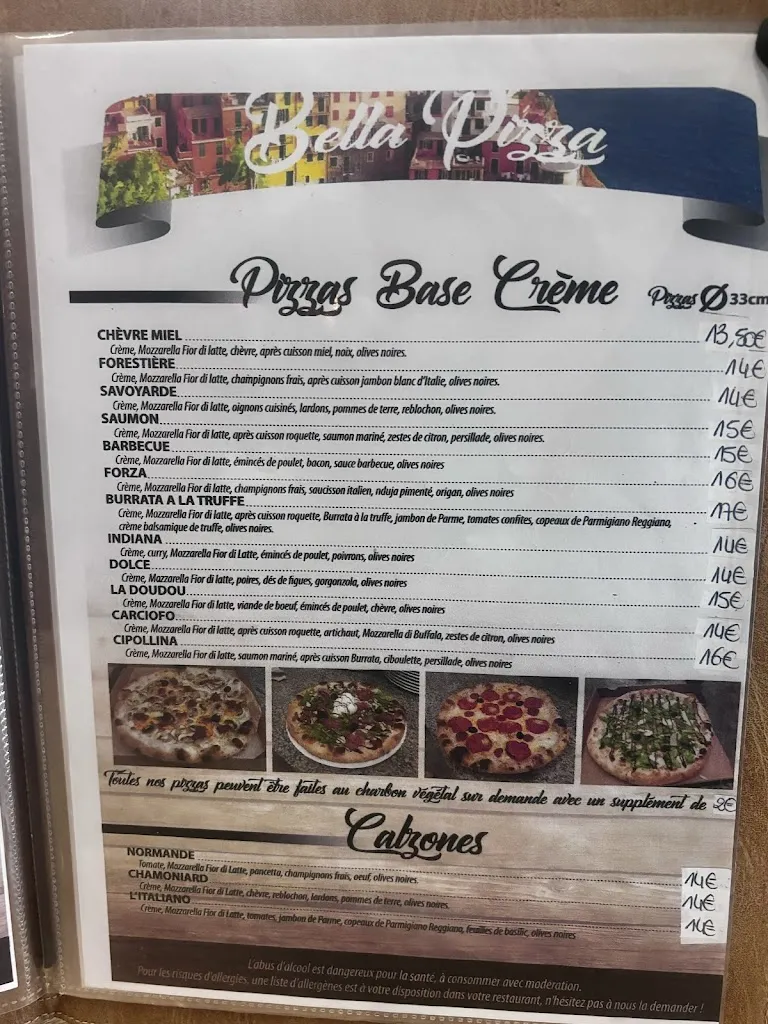 Bella Pizza
Pizzas Base Crème Pizzas Ø 33cm
CHÈVRE MIEL 13,50€
Crème, Mozzarella Fior di latte, chèvre, après cuisson miel, noix, olives noires.
FORESTIÈRE 14€
Crème, Mozzarella Fior di latte, champignons frais, après cuisson jambon blanc d'Italie, olives noires.
SAVOYARDE 14€
Crème, Mozzarella Fior di latte, oignons cuisinés, lardons, pommes de terre, reblochon, olives noires.
SAUMON 15€
Crème, Mozzarella Fior di latte, après cuisson roquette, saumon mariné, zestes de citron, persillade, olives noires.
BARBECUE 15€
Crème, Mozzarella Fior di latte, émincés de poulet, bacon, sauce barbecue, olives noires
FORZA 16€
Crème, Mozzarella Fior di latte, champignons frais, saucisson italien, nduja pimenté, origan, olives noires
BURRATA A LA TRUFFE 17€
Crème, Mozzarella Fior di latte, après cuisson roquette, Burrata à la truffe, jambon de Parme, tomates confites, copeaux de Parmigiano Reggiano,
crème balsamique de truffe, olives noires.
INDIANA 14€
Crème, curry, Mozzarella Fior di Latte, émincés de poulet, poivrons, olives noires
DOLCE 14€
Crème, Mozzarella Fior di latte, poires, dés de figues, gorgonzola, olives noires
LA DOUDOU 15€
Crème, Mozzarella Fior di latte, viande de boeuf, émincés de poulet, chèvre, olives noires
CARCIOFO 14€
Crème, Mozzarella Fior di latte, après cuisson roquette, artichaut, Mozzarella di Buffala, zestes de citron, olives noires
CIPOLLINA 16€
Crème, Mozzarella Fior di latte, saumon mariné, après cuisson Burrata, ciboulette, persillade, olives noires
Toutes nos pizzas peuvent être faites au charbon végétal sur demande avec un supplément de 2€
Calzones
NORMANDE 14€
Tomate, Mozzarella Fior di Latte, pancetta, champignons frais, oeuf, olives noires.
CHAMONIARD 14€
Crème, Mozzarella Fior di Latte, chèvre, reblochon, lardons, pommes de terre, olives noires.
L'ITALIANO 14€
Crème, Mozzarella Fior di Latte, tomates, jambon de Parme, copeaux de Parmigiano Reggiano, feuilles de basilic, olives noires
L'abus d'alcool est dangereux pour la santé, à consommer avec modération.
Pour les risques d'allergies, une liste d'allergènes est à votre disposition dans votre restaurant, n'hésitez pas à nous la demander !